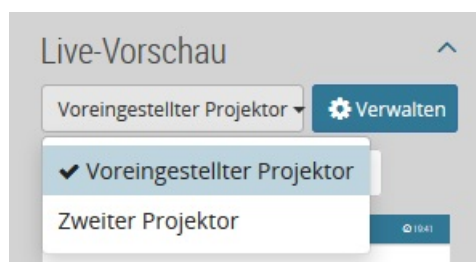 Live-Vorschau
Voreingestellter Projektor Verwalten
Voreingestellter Projektor
Zweiter Projektor
19:41